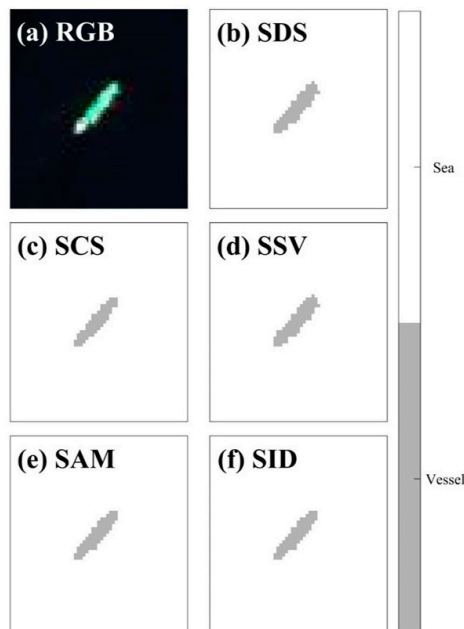 (a) RGB
(b) SDS
Sea
(c) SCS
(d) SSV
(e) SAM
(f) SID
Vessel